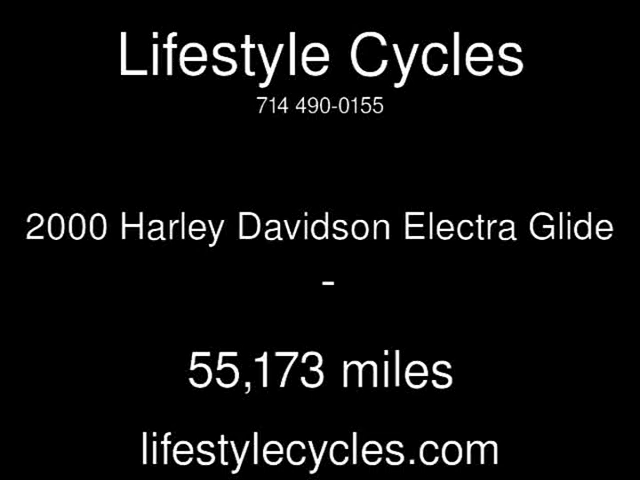 Lifestyle Cycles
714 490-0155
2000 Harley Davidson Electra Glide
-
55,173 miles
lifestylecycles.com